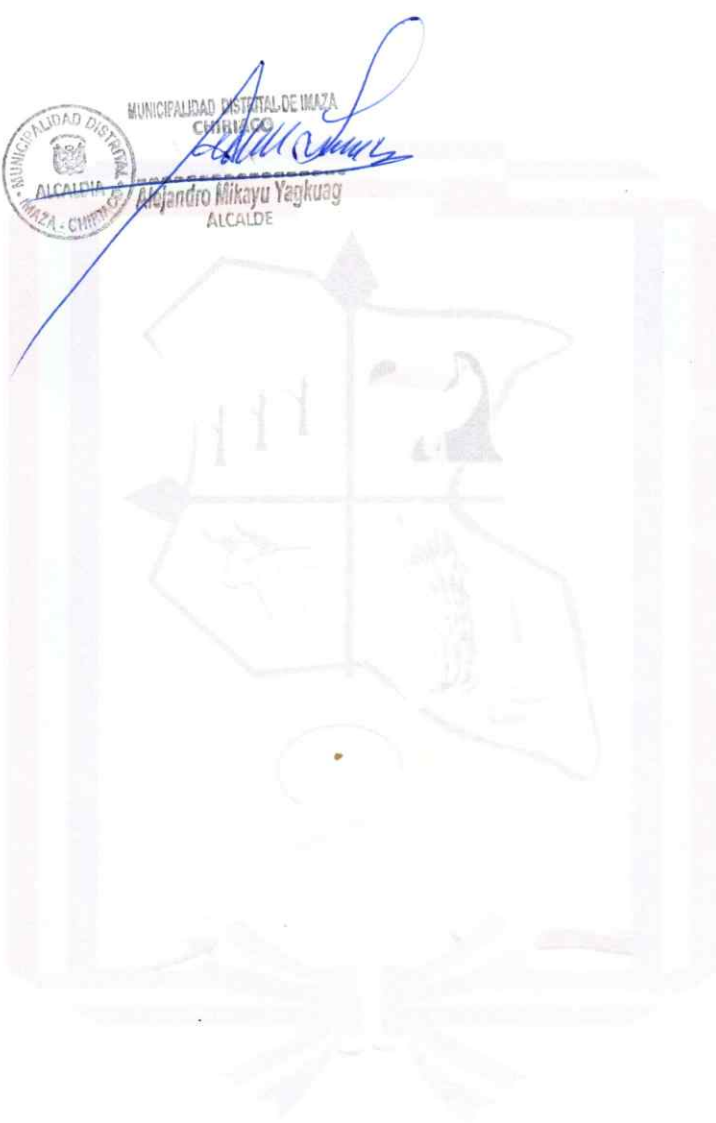 MUNICIPALIDAD DISTRITAL DE IMAZA
CHIRIACO
MUNICIPALIDAD DISTRITAL
ALCALDIA
IMAZA - CHIRIACO
Alejandro Mikayu Yagkuag
ALCALDE